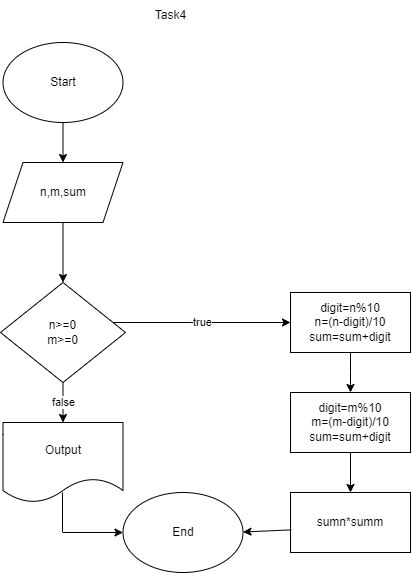 Task4
Start
n,m,sum
n>=0
m>=0
true
false
digit=n%10
n=(n-digit)/10
sum=sum+digit
digit=m%10
m=(m-digit)/10
sum=sum+digit
Output
sumn*summ
End